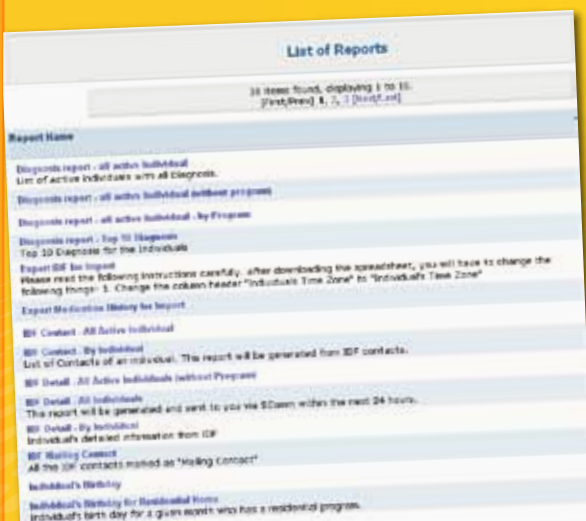 List of Reports
items found, displaying 1 to 10.
[First/Prev] 1, 2, 3 [Next/Last]
Report Name
Diagnosis report - all active Individual
List of active individuals with all Diagnosis.
Diagnosis report - all active Individual (without program)
Diagnosis report - all active Individual - by Program
Diagnosis report - Top 10 Diagnosis
Top 10 Diagnosis for the Individuals
Export IDF for Import
Please read the following instructions carefully. after downloading the spreadsheet, you will have to change the
following things: 1. Change the column header "Individuals Time Zone" to "Individual's Time Zone"
Export Medication History for Import
IDF Contact - All Active Individual
IDF Contact - By Individual
List of Contacts of an individual. This report will be generated from IDF contacts.
IDF Detail - All Active Individuals (without Program)
IDF Detail - All Individuals
This report will be generated and sent to you via SComm within the next 24 hours.
IDF Detail - By Individual
Individual's detailed information from IDF
IDF Mailing Contact
All the IDF contacts marked as "Mailing Contact"
Individual's Birthday
Individual's Birthday for Residential Home
Individual's birth day for a given month who has a residential program.